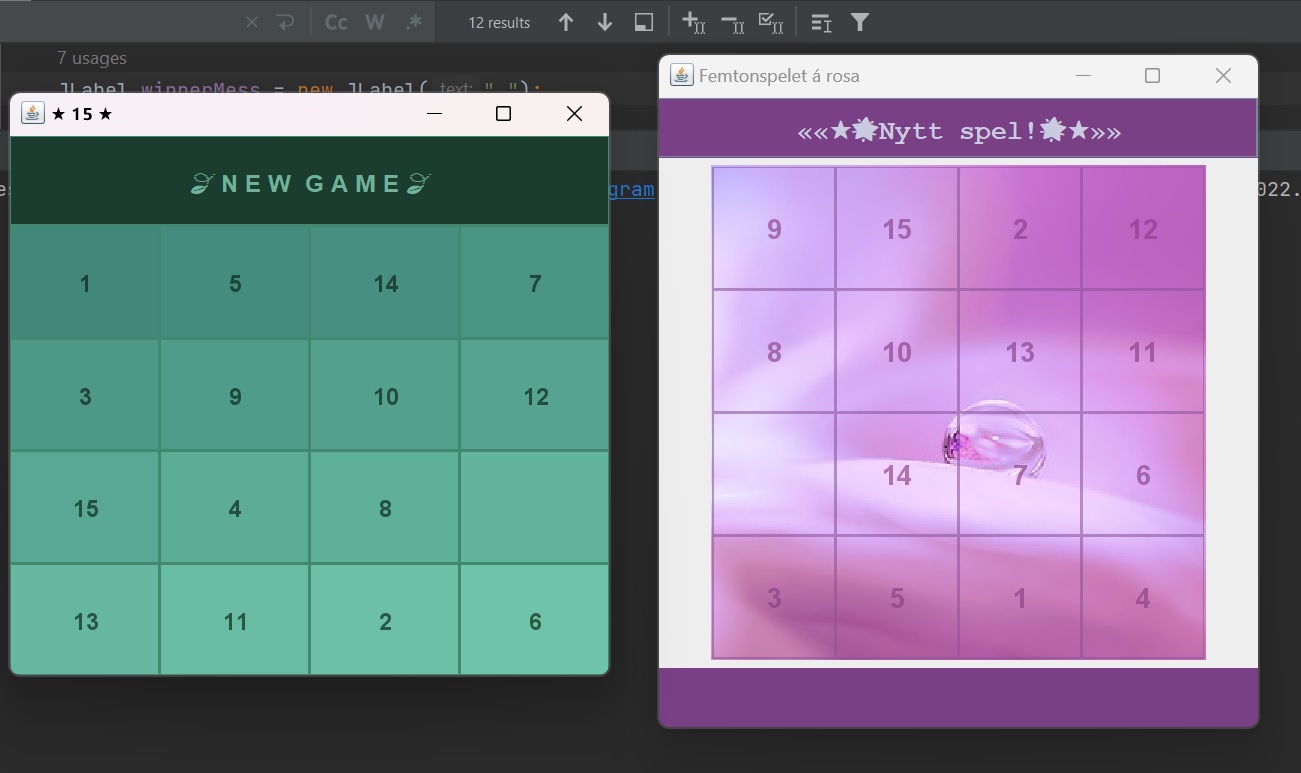 Cc W .* 12 results
7 usages
JLabel winnerMess = new JLabel( text: " ");
★ 15 ★
NEW GAME
1 5 14 7
3 9 10 12
15 4 8
13 11 2 6
gram
022.
Femtonspelet á rosa
««★Nytt spel!★»»
9 15 2 12
8 10 13 11
14 7 6
3 5 1 4